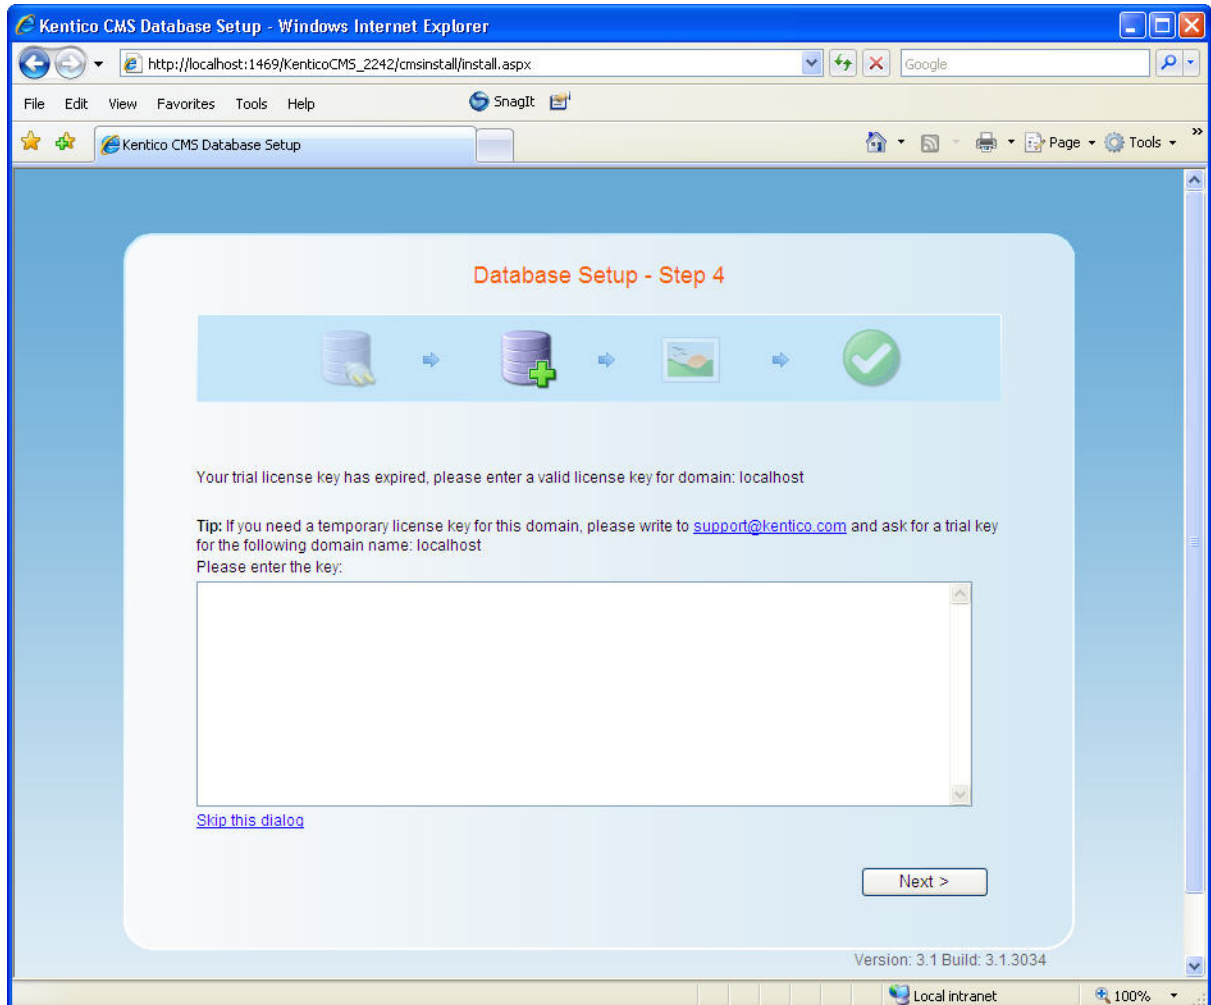 Kentico CMS Database Setup - Windows Internet Explorer
http://localhost:1469/KenticoCMS_2242/cmsinstall/install.aspx
Google
File Edit View Favorites Tools Help
SnagIt
Kentico CMS Database Setup
Page
Tools
Database Setup - Step 4
Your trial license key has expired, please enter a valid license key for domain: localhost
Tip: If you need a temporary license key for this domain, please write to support@kentico.com and ask for a trial key
for the following domain name: localhost
Please enter the key:
Skip this dialog
Next >
Version: 3.1 Build: 3.1.3034
Local intranet
100%